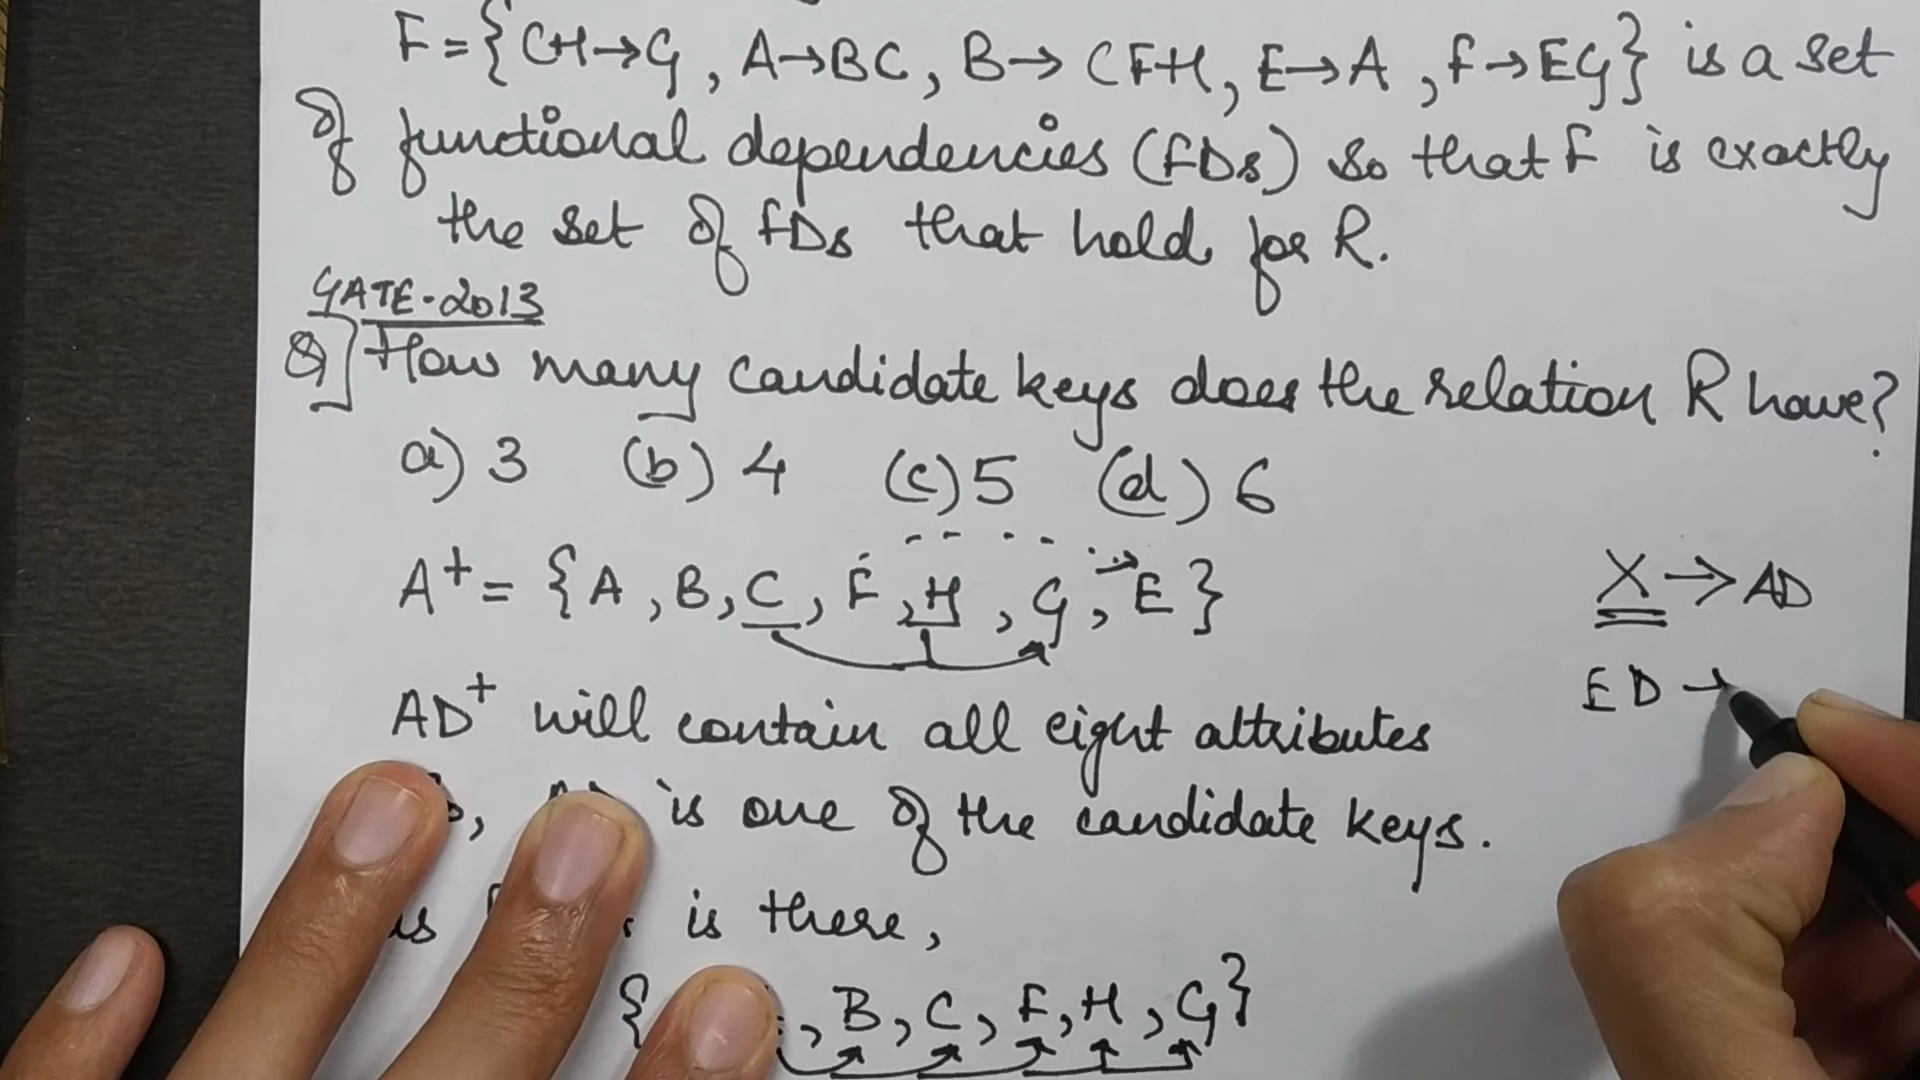 F={CH→G, A→BC, B→CFH, E→A, F→EG} is a set
of functional dependencies (FDs) so that F is exactly
the set of FDs that hold for R.
GATE-2013
Q] How many candidate keys does the relation R have?
a) 3 (b) 4 (c) 5 (d) 6
A⁺ = {A, B, C, F, H, G, E}
X → AD
ED →
AD⁺ will contain all eight attributes
is one of the candidate keys.
is there,
{ , B, C, F, H, G}